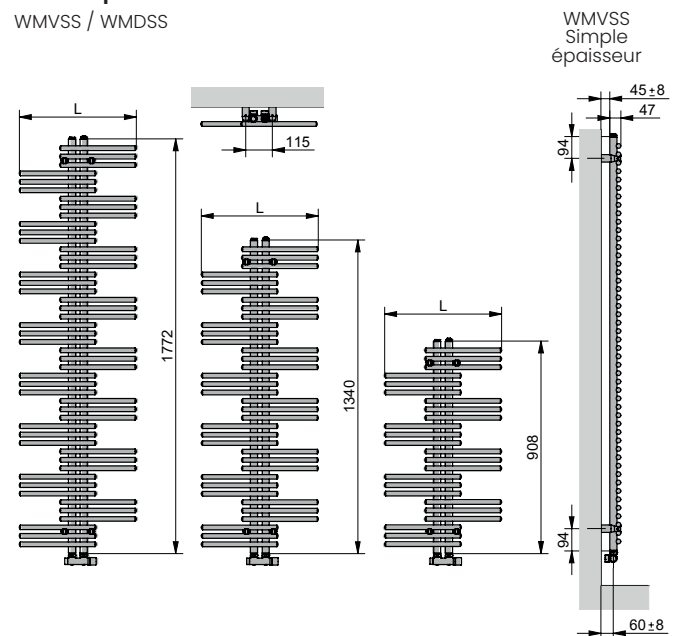 WMVSS / WMDSS
WMVSS
Simple
épaisseur
L
115
45±8
47
94
1772
L
1340
L
908
94
60±8